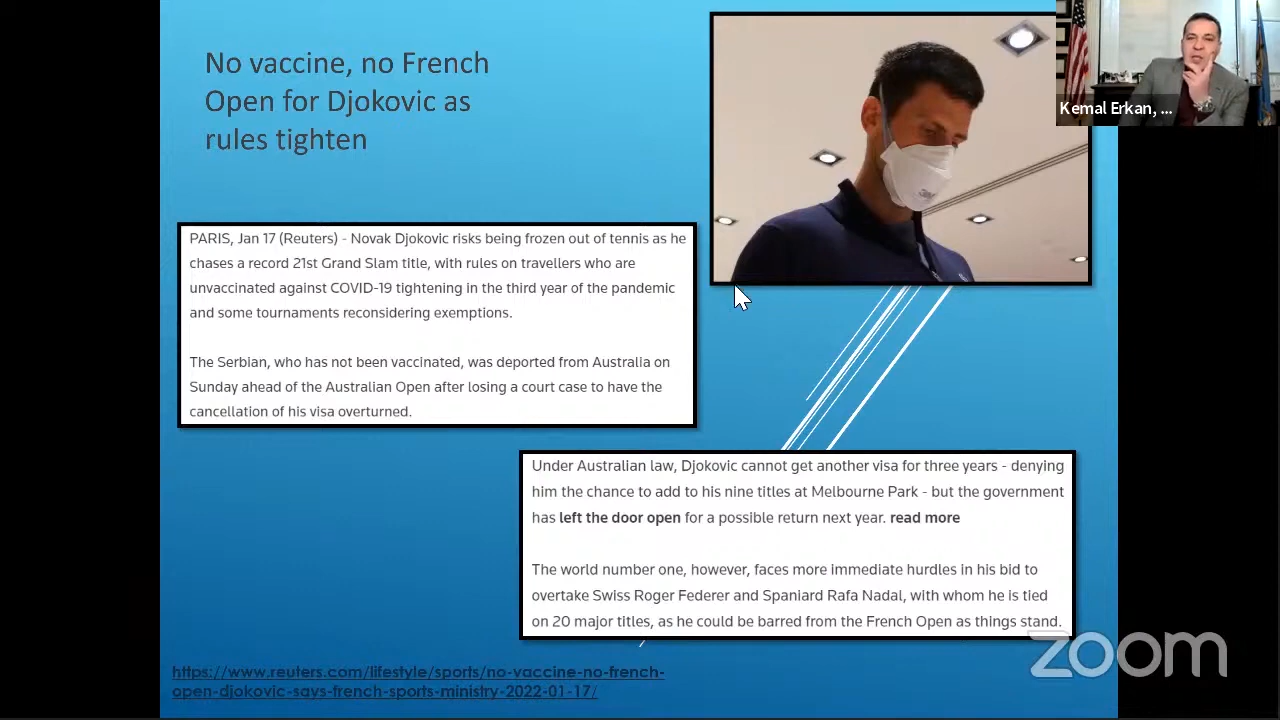 No vaccine, no French
Open for Djokovic as
rules tighten
Kemal Erkan, ...
PARIS, Jan 17 (Reuters) - Novak Djokovic risks being frozen out of tennis as he
chases a record 21st Grand Slam title, with rules on travellers who are
unvaccinated against COVID-19 tightening in the third year of the pandemic
and some tournaments reconsidering exemptions.
The Serbian, who has not been vaccinated, was deported from Australia on
Sunday ahead of the Australian Open after losing a court case to have the
cancellation of his visa overturned.
Under Australian law, Djokovic cannot get another visa for three years - denying
him the chance to add to his nine titles at Melbourne Park - but the government
has left the door open for a possible return next year. read more
The world number one, however, faces more immediate hurdles in his bid to
overtake Swiss Roger Federer and Spaniard Rafa Nadal, with whom he is tied
on 20 major titles, as he could be barred from the French Open as things stand.
zoom
https://www.reuters.com/lifestyle/sports/no-vaccine-no-french-
open-djokovic-says-french-sports-ministry-2022-01-17/